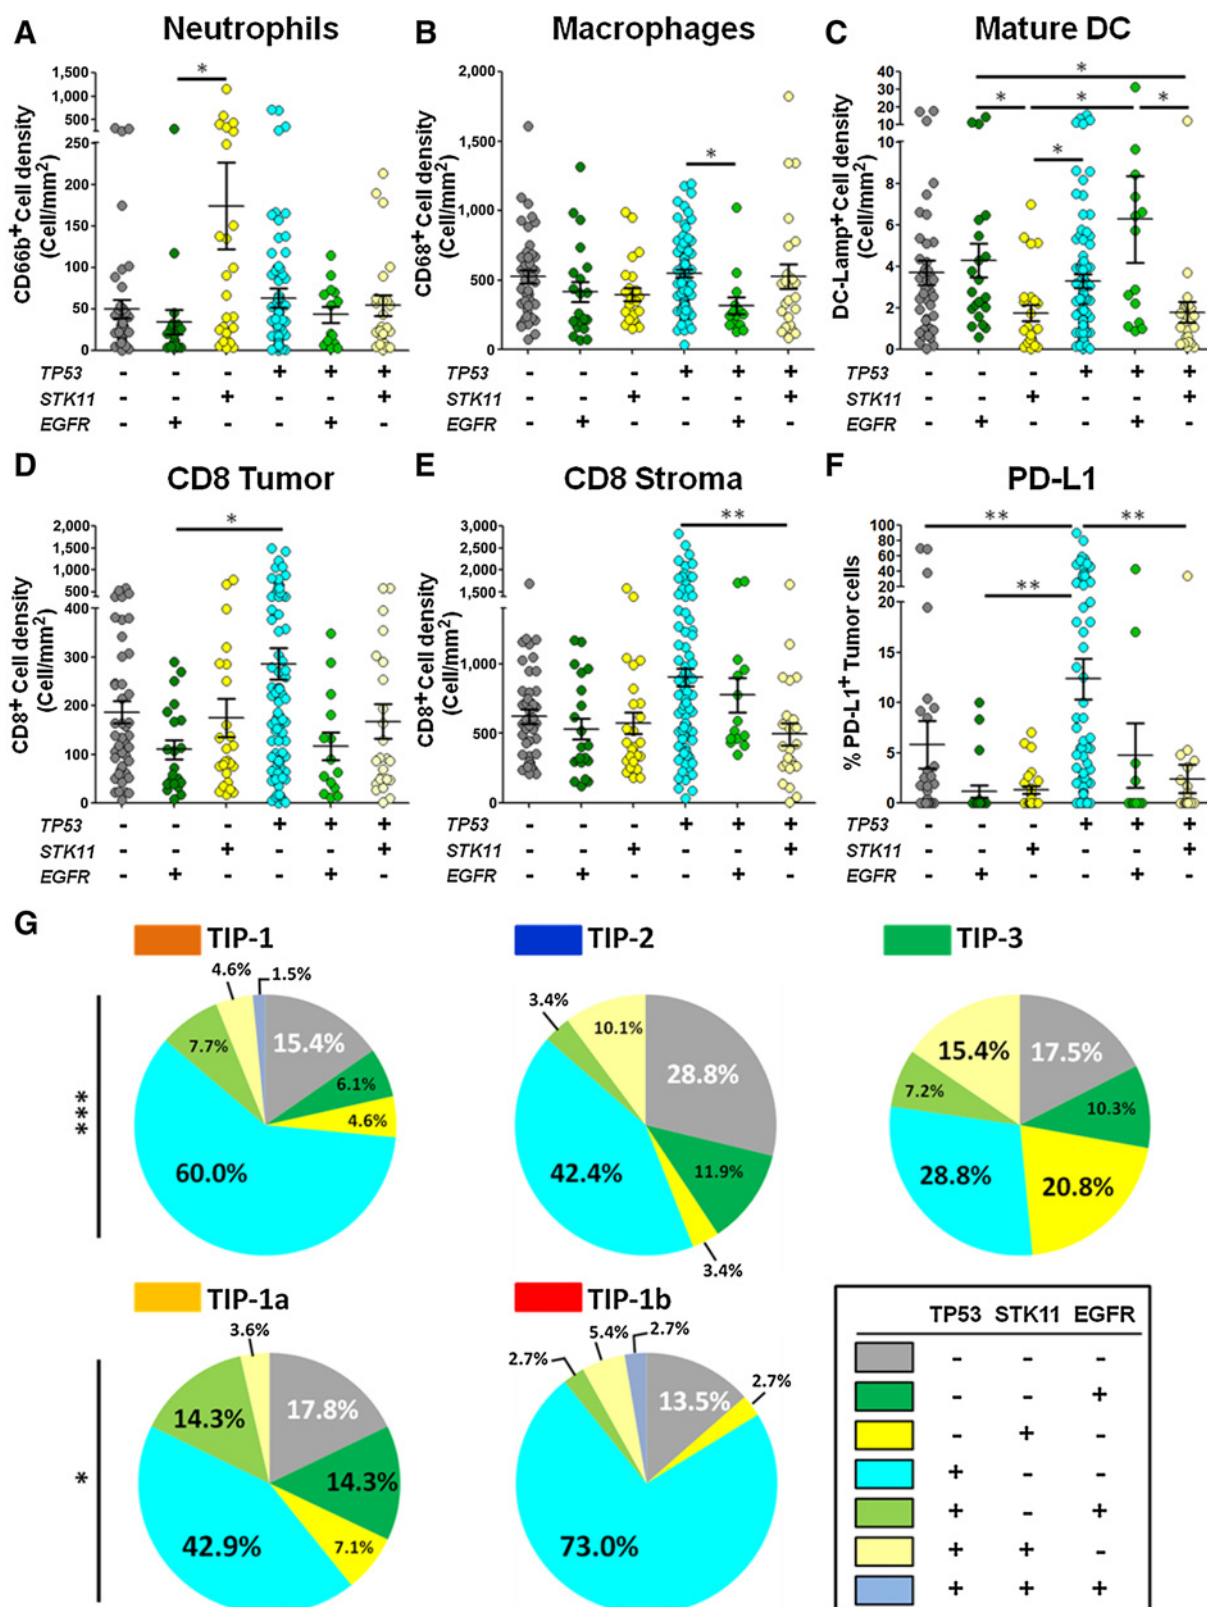 A Neutrophils
CD66b+ Cell density
(Cell/mm2)
1,500
1,000
500
250
200
150
100
50
0
*
TP53 - - - + + +
STK11 - - + - - +
EGFR - + - - + -
B Macrophages
CD68+ Cell density
(Cell/mm2)
2,000
1,500
1,000
500
0
*
TP53 - - - + + +
STK11 - - + - - +
EGFR - + - - + -
C Mature DC
DC-Lamp+ Cell density
(Cell/mm2)
40
30
20
10
8
6
4
2
0
*
* * *
*
TP53 - - - + + +
STK11 - - + - - +
EGFR - + - - + -
D CD8 Tumor
CD8+ Cell density
(Cell/mm2)
2,000
1,500
1,000
500
400
300
200
100
0
*
TP53 - - - + + +
STK11 - - + - - +
EGFR - + - - + -
E CD8 Stroma
CD8+ Cell density
(Cell/mm2)
3,000
2,000
1,000
500
0
**
TP53 - - - + + +
STK11 - - + - - +
EGFR - + - - + -
F PD-L1
% PD-L1+ Tumor cells
100
80
60
40
20
20
15
10
5
0
** **
**
TP53 - - - + + +
STK11 - - + - - +
EGFR - + - - + -
G
TIP-1
***
4.6% 1.5%
7.7% 15.4%
6.1%
4.6%
60.0%
TIP-2
3.4%
10.1%
28.8%
11.9%
42.4%
3.4%
TIP-3
15.4% 17.5%
7.2% 10.3%
28.8% 20.8%
TIP-1a
*
3.6%
14.3% 17.8%
14.3%
42.9% 7.1%
TIP-1b
5.4% 2.7%
2.7% 2.7%
13.5%
73.0%
TP53 STK11 EGFR
- - -
- - +
- + -
+ - -
+ - +
+ + -
+ + +